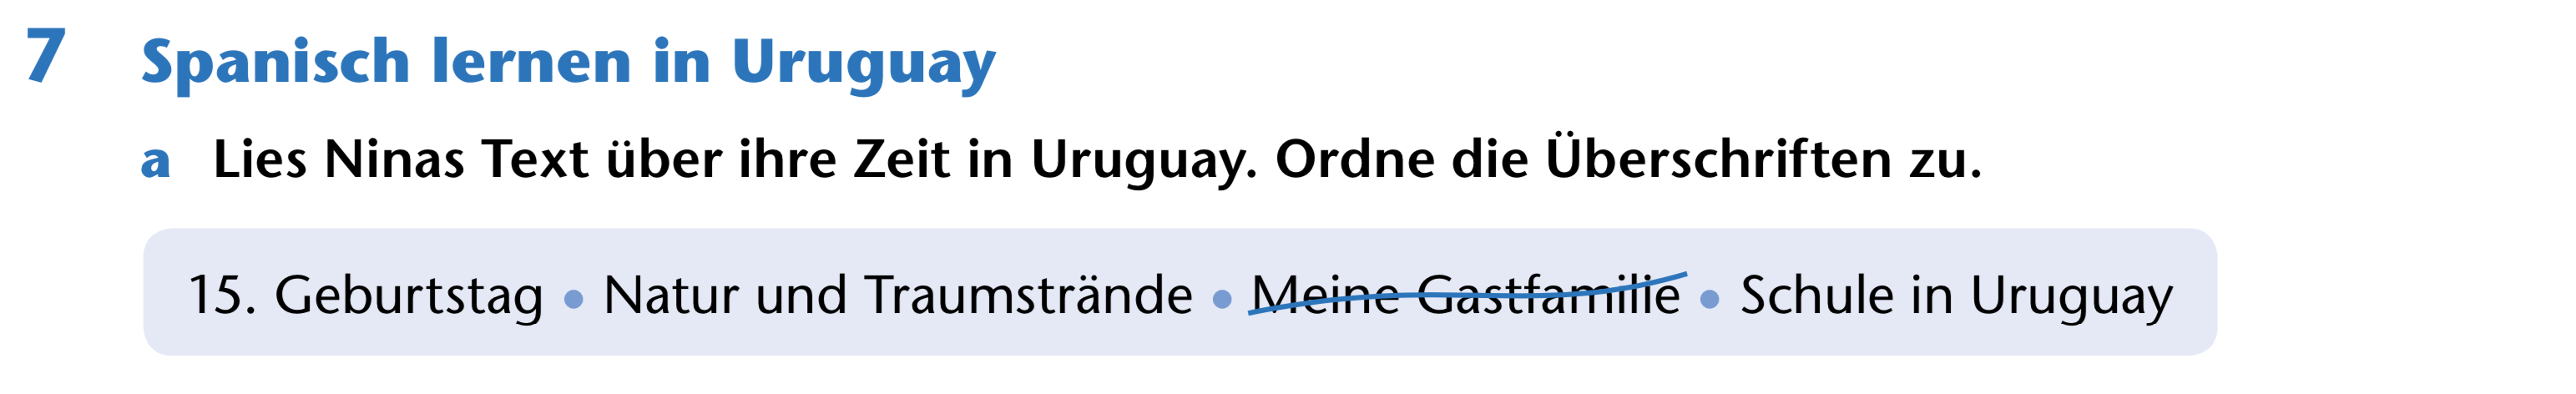 7 Spanisch lernen in Uruguay
a Lies Ninas Text über ihre Zeit in Uruguay. Ordne die Überschriften zu.
15. Geburtstag • Natur und Traumstrände • Meine Gastfamilie • Schule in Uruguay